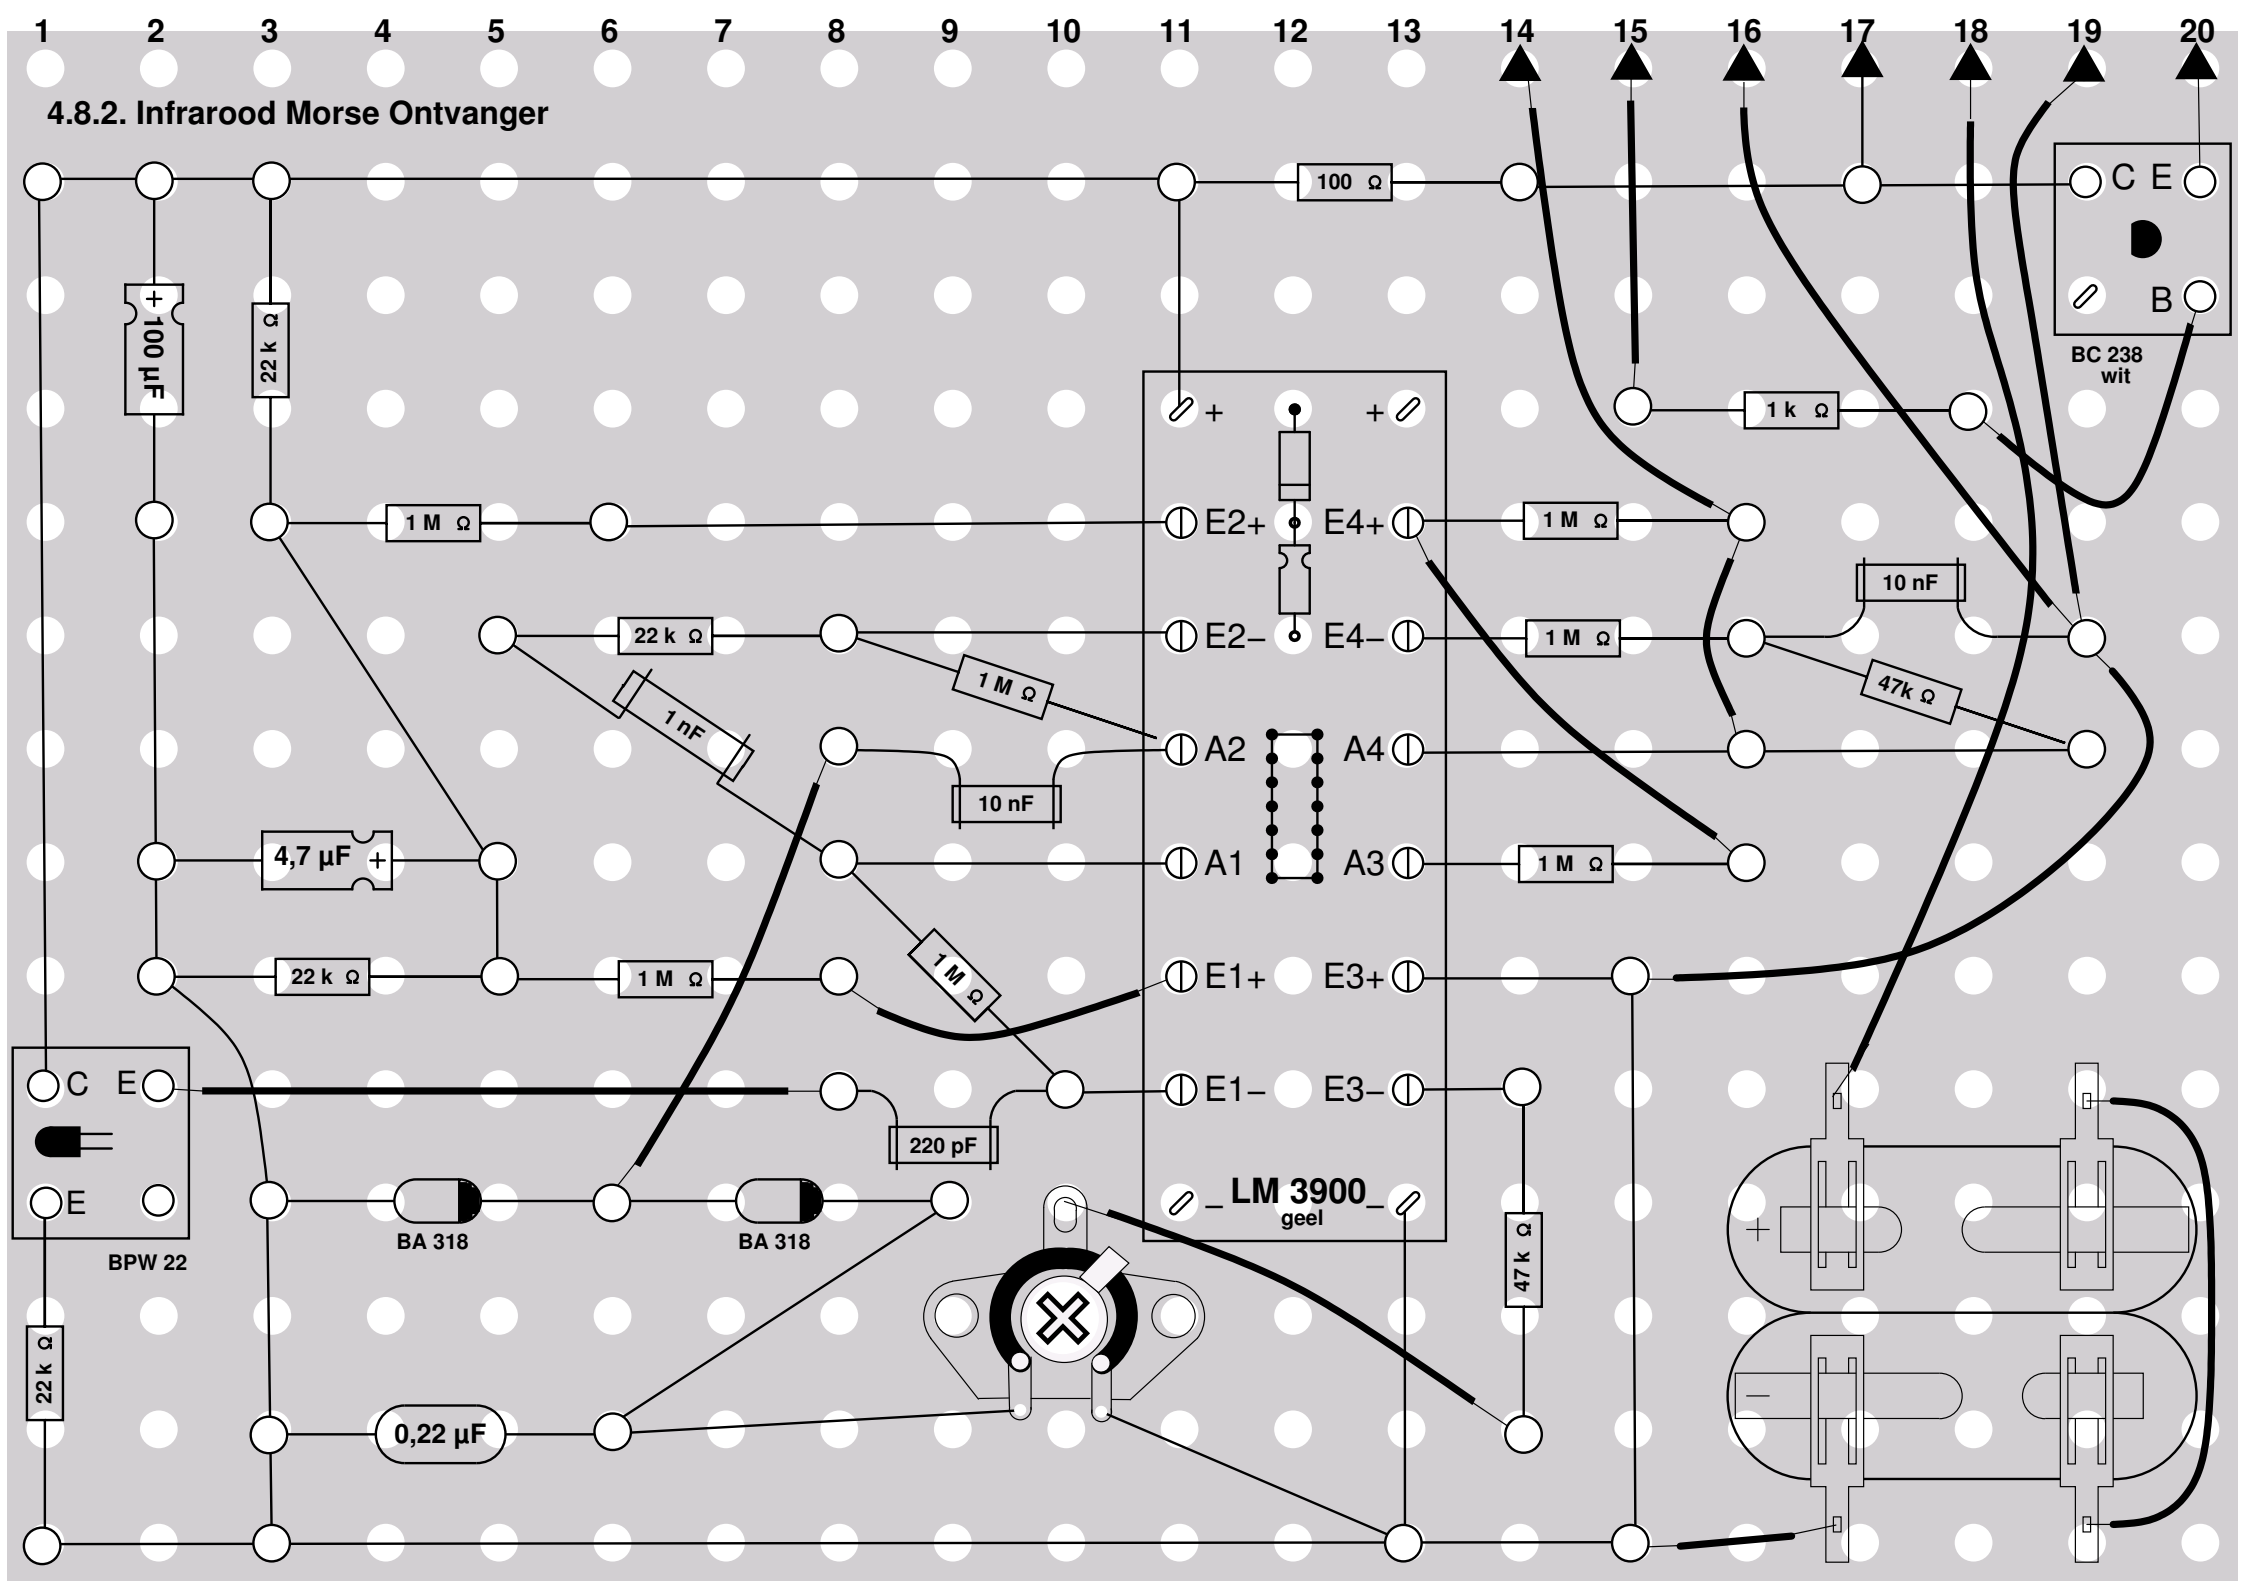 1 2 3 4 5 6 7 8 9 10 11 12 13 14 15 16 17 18 19 20
4.8.2. Infrarood Morse Ontvanger
100 Ω
C E
B
BC 238
wit
+
100 µF
22 k Ω
+ +
1 k Ω
1 M Ω
E2+ E4+
1 M Ω
10 nF
22 k Ω
E2– E4–
1 M Ω
1 M Ω
47k Ω
1 nF
A2 A4
10 nF
4,7 µF +
A1 A3
1 M Ω
22 k Ω
1 M Ω
1 M Ω
E1+ E3+
C E
E1– E3–
220 pF
E
BPW 22
BA 318
BA 318
– LM 3900 –
geel
47 k Ω
+
22 k Ω
–
0,22 µF